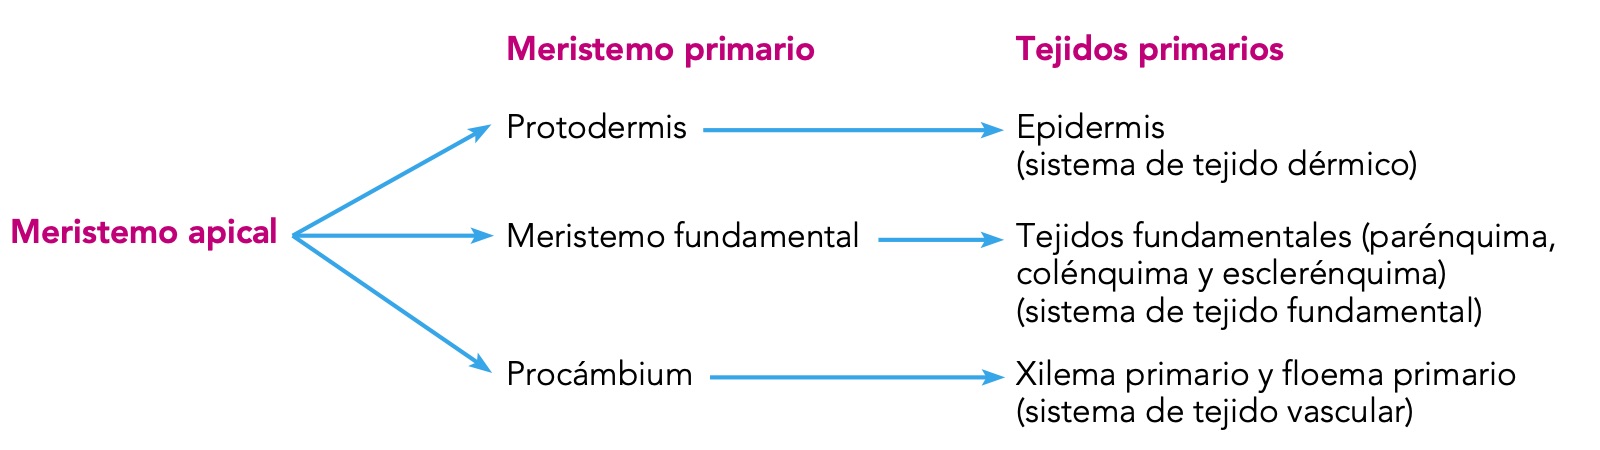 Meristemo primario
Tejidos primarios
Meristemo apical
Protodermis
Epidermis
(sistema de tejido dérmico)
Meristemo fundamental
Tejidos fundamentales (parénquima,
colénquima y esclerénquima)
(sistema de tejido fundamental)
Procámbium
Xilema primario y floema primario
(sistema de tejido vascular)